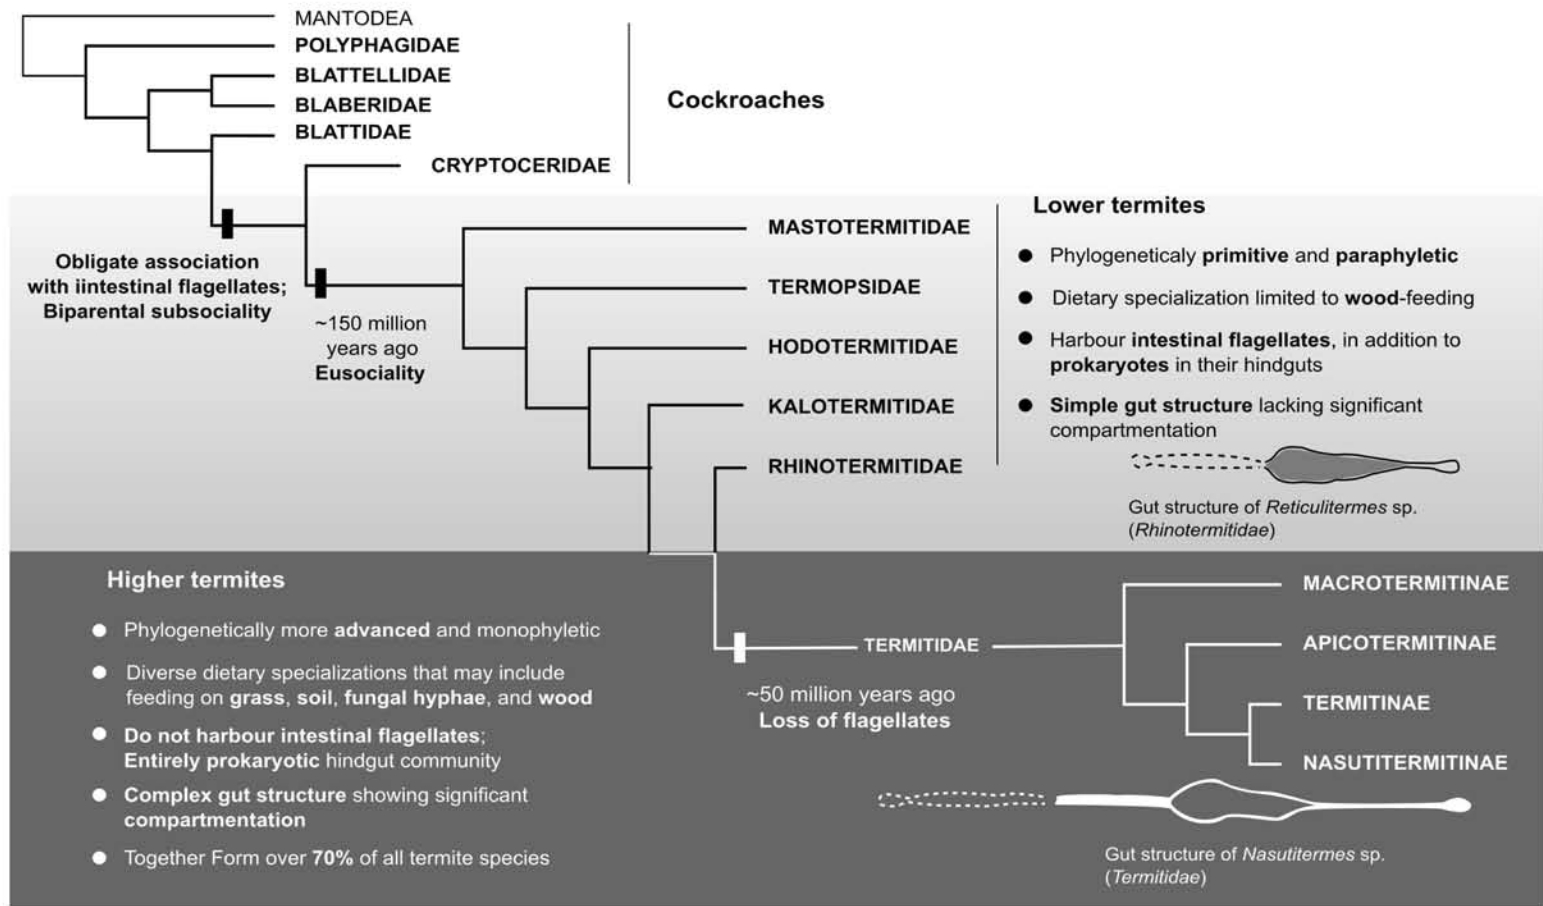 MANTODEA
POLYPHAGIDAE
BLATTELLIDAE
BLABERIDAE
BLATTIDAE
CRYPTOCERIDAE
Cockroaches
Obligate association
with iintestinal flagellates;
Biparental subsociality
~150 million
years ago
Eusociality
MASTOTERMITIDAE
TERMOPSIDAE
HODOTERMITIDAE
KALOTERMITIDAE
RHINOTERMITIDAE
Lower termites
● Phylogeneticaly primitive and paraphyletic
● Dietary specialization limited to wood-feeding
● Harbour intestinal flagellates, in addition to
prokaryotes in their hindguts
● Simple gut structure lacking significant
compartmentation
Gut structure of Reticulitermes sp.
(Rhinotermitidae)
Higher termites
● Phylogenetically more advanced and monophyletic
● Diverse dietary specializations that may include
feeding on grass, soil, fungal hyphae, and wood
● Do not harbour intestinal flagellates;
Entirely prokaryotic hindgut community
● Complex gut structure showing significant
compartmentation
● Together Form over 70% of all termite species
TERMITIDAE
~50 million years ago
Loss of flagellates
MACROTERMITINAE
APICOTERMITINAE
TERMITINAE
NASUTITERMITINAE
Gut structure of Nasutitermes sp.
(Termitidae)